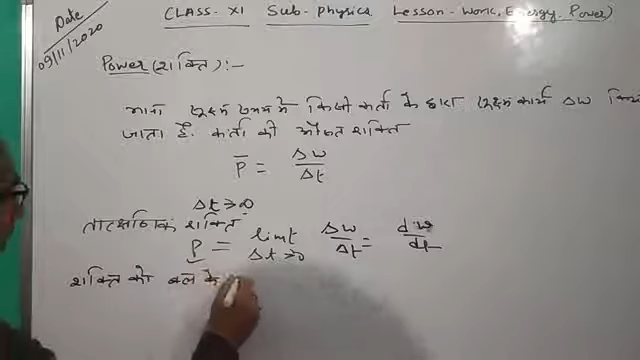 Date
09/11/2020
CLASS-XI Sub-Physics Lesson-Work, Energy, Power)
Power(शक्ति):-
माना सूक्ष्म समय में किसी कर्ता के द्वारा सूक्ष्म कार्य ΔW
जाता है. कर्ता की औसत शक्ति
P̅ = ΔW/Δt
Δt→0
तात्क्षणिक शक्ति
P = limit Δt→0 ΔW/Δt = dw/dt
शक्ति को बल के